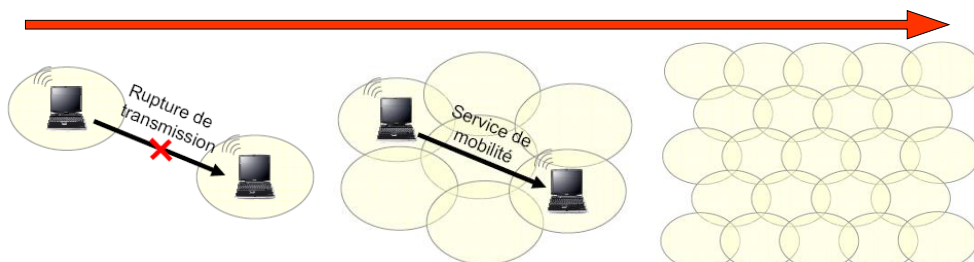 Rupture de
transmission
Service de
mobilité